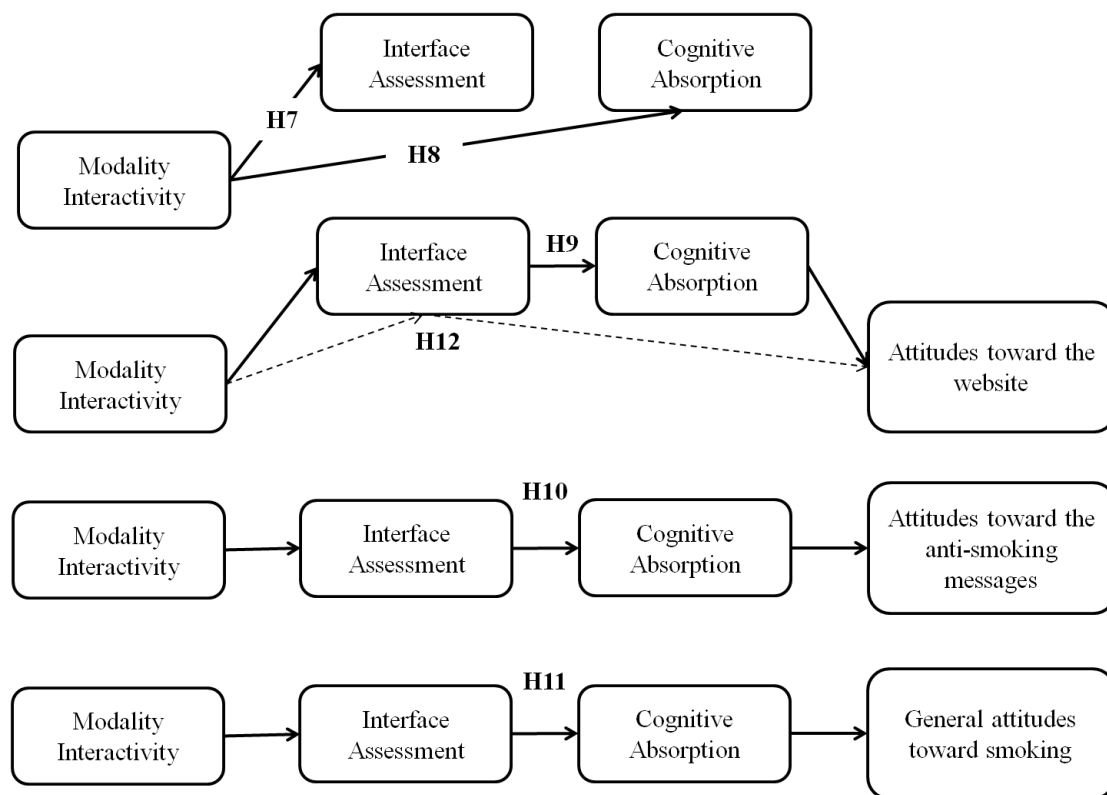 Interface
Assessment
Cognitive
Absorption
H7
H8
Modality
Interactivity
Interface
Assessment
H9
Cognitive
Absorption
H12
Modality
Interactivity
Attitudes toward the
website
H10
Modality
Interactivity
Interface
Assessment
Cognitive
Absorption
Attitudes toward the
anti-smoking
messages
H11
Modality
Interactivity
Interface
Assessment
Cognitive
Absorption
General attitudes
toward smoking